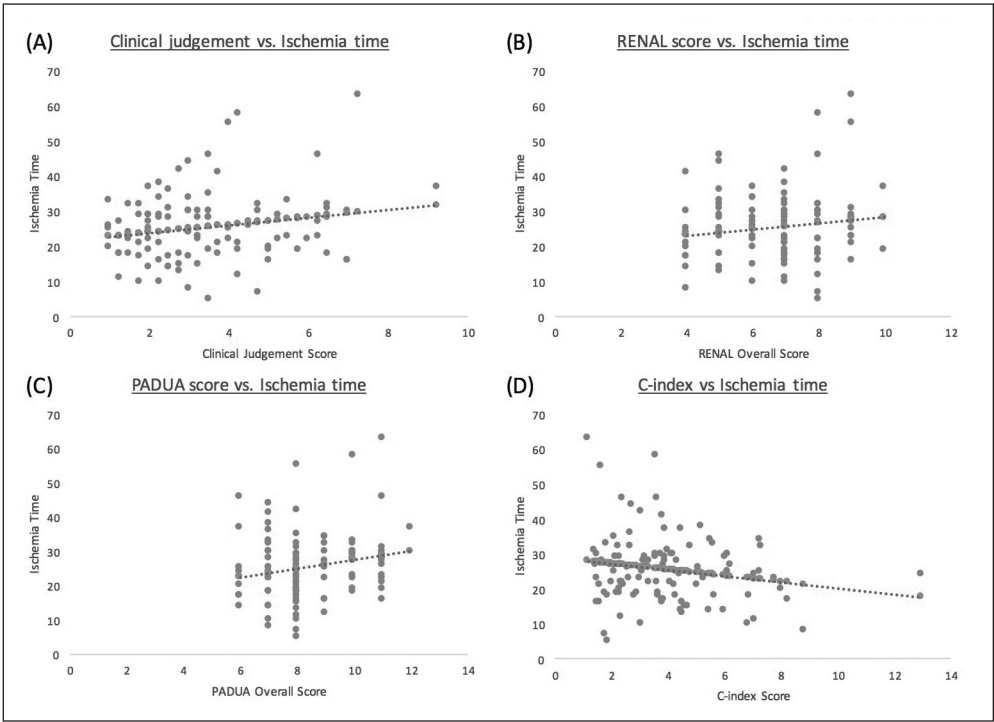 (A)
Clinical judgement vs. Ischemia time
70
60
50
40
30
20
10
0
Ischemia Time
0 2 4 6 8 10
Clinical Judgement Score
(B)
RENAL score vs. Ischemia time
70
60
50
40
30
20
10
0
Ischemia Time
0 2 4 6 8 10 12
RENAL Overall Score
(C)
PADUA score vs. Ischemia time
70
60
50
40
30
20
10
0
Ischemia Time
0 2 4 6 8 10 12 14
PADUA Overall Score
(D)
C-index vs Ischemia time
70
60
50
40
30
20
10
0
Ischemia Time
0 2 4 6 8 10 12 14
C-index Score